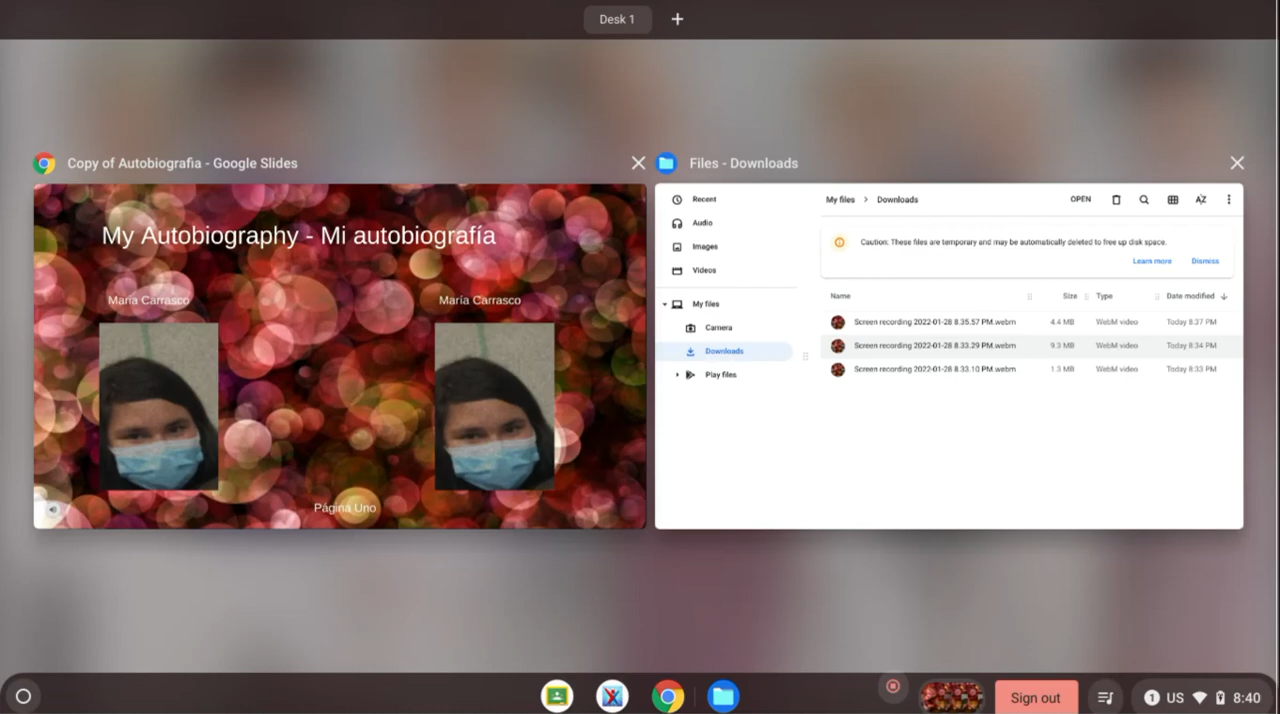 Desk 1 +
Copy of Autobiografia - Google Slides
My Autobiography - Mi autobiografía
María Carrasco María Carrasco
Página Uno
Files - Downloads
Recent
Audio
Images
Videos
My files
Camera
Downloads
Play files
My files > Downloads OPEN AZ
Caution: These files are temporary and may be automatically deleted to free up disk space.
Learn more Dismiss
Name Size Type Date modified
Screen recording 2022-01-28 8.35.57 PM.webm 4.4 MB WebM video Today 8:37 PM
Screen recording 2022-01-28 8.33.29 PM.webm 9.3 MB WebM video Today 8:34 PM
Screen recording 2022-01-28 8.33.10 PM.webm 1.3 MB WebM video Today 8:33 PM
Sign out 1 US 8:40